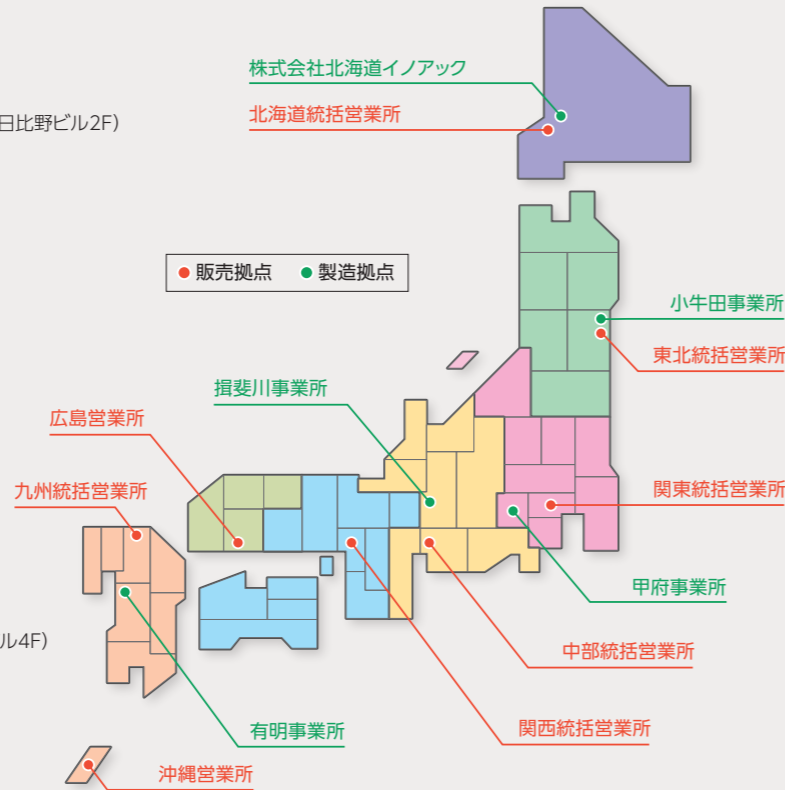 株式会社北海道イノアック
北海道統括営業所
日比野ビル2F)
販売拠点 製造拠点
小牛田事業所
東北統括営業所
揖斐川事業所
広島営業所
九州統括営業所
関東統括営業所
甲府事業所
ル4F)
中部統括営業所
関西統括営業所
有明事業所
沖縄営業所